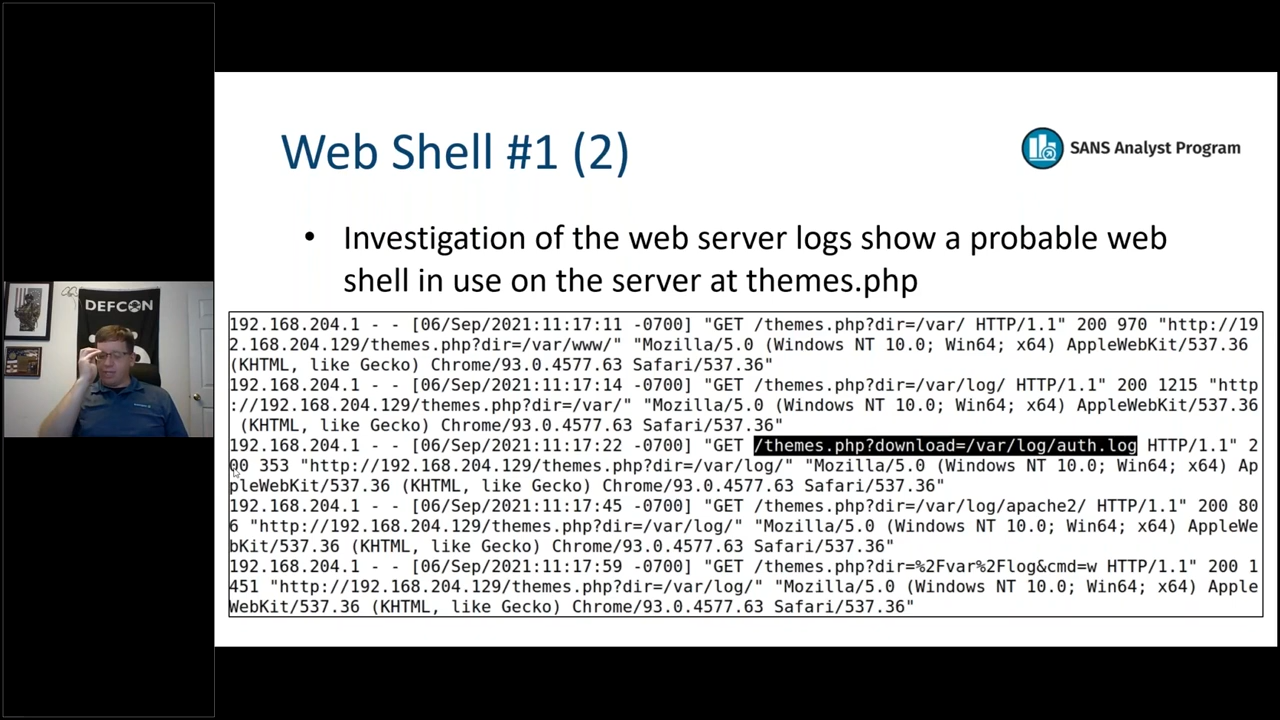 Web Shell #1 (2)
SANS Analyst Program
• Investigation of the web server logs show a probable web
shell in use on the server at themes.php
192.168.204.1 - - [06/Sep/2021:11:17:11 -0700] "GET /themes.php?dir=/var/ HTTP/1.1" 200 970 "http://19
2.168.204.129/themes.php?dir=/var/www/" "Mozilla/5.0 (Windows NT 10.0; Win64; x64) AppleWebKit/537.36
(KHTML, like Gecko) Chrome/93.0.4577.63 Safari/537.36"
192.168.204.1 - - [06/Sep/2021:11:17:14 -0700] "GET /themes.php?dir=/var/log/ HTTP/1.1" 200 1215 "http
://192.168.204.129/themes.php?dir=/var/" "Mozilla/5.0 (Windows NT 10.0; Win64; x64) AppleWebKit/537.36
(KHTML, like Gecko) Chrome/93.0.4577.63 Safari/537.36"
192.168.204.1 - - [06/Sep/2021:11:17:22 -0700] "GET /themes.php?download=/var/log/auth.log HTTP/1.1" 2
00 353 "http://192.168.204.129/themes.php?dir=/var/log/" "Mozilla/5.0 (Windows NT 10.0; Win64; x64) Ap
pleWebKit/537.36 (KHTML, like Gecko) Chrome/93.0.4577.63 Safari/537.36"
192.168.204.1 - - [06/Sep/2021:11:17:45 -0700] "GET /themes.php?dir=/var/log/apache2/ HTTP/1.1" 200 80
6 "http://192.168.204.129/themes.php?dir=/var/log/" "Mozilla/5.0 (Windows NT 10.0; Win64; x64) AppleWe
bKit/537.36 (KHTML, like Gecko) Chrome/93.0.4577.63 Safari/537.36"
192.168.204.1 - - [06/Sep/2021:11:17:59 -0700] "GET /themes.php?dir=%2Fvar%2Flog&cmd=w HTTP/1.1" 200 1
451 "http://192.168.204.129/themes.php?dir=/var/log/" "Mozilla/5.0 (Windows NT 10.0; Win64; x64) Apple
WebKit/537.36 (KHTML, like Gecko) Chrome/93.0.4577.63 Safari/537.36"
DEFCON